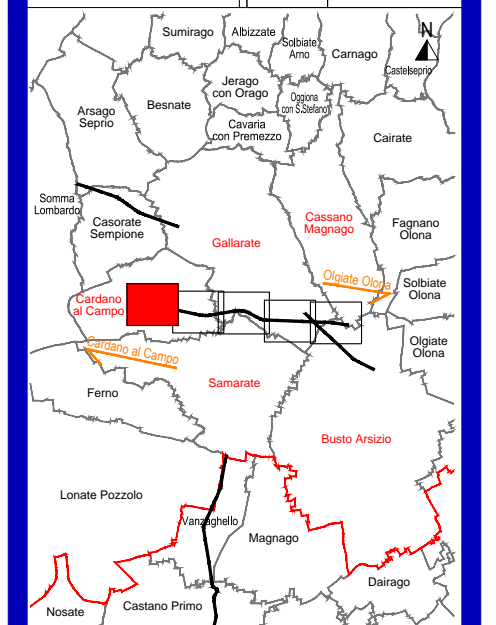 Sumirago
Albizzate
Solbiate
Arno
Carnago
N
Castelseprio
Jerago
con Orago
Besnate
Oggiona
con S.Stefano
Arsago
Seprio
Cavaria
con Premezzo
Cairate
Somma
Lombardo
Casorate
Sempione
Cassano
Magnago
Fagnano
Olona
Gallarate
Olgiate Olona
Solbiate
Olona
Cardano
al Campo
Olgiate
Olona
Cardano al Campo
Ferno
Samarate
Busto Arsizio
Lonate Pozzolo
Vanzaghello
Magnago
Dairago
Castano Primo
Nosate